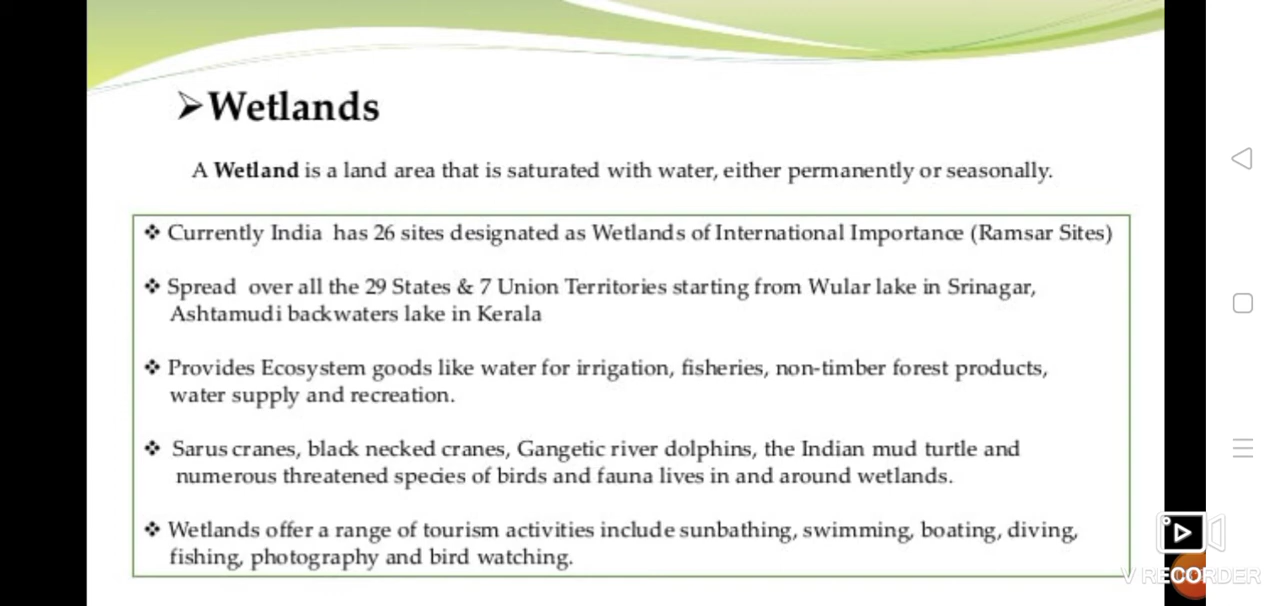 ➢Wetlands
A Wetland is a land area that is saturated with water, either permanently or seasonally.
❖ Currently India has 26 sites designated as Wetlands of International Importance (Ramsar Sites)
❖ Spread over all the 29 States & 7 Union Territories starting from Wular lake in Srinagar,
Ashtamudi backwaters lake in Kerala
❖ Provides Ecosystem goods like water for irrigation, fisheries, non-timber forest products,
water supply and recreation.
❖ Sarus cranes, black necked cranes, Gangetic river dolphins, the Indian mud turtle and
numerous threatened species of birds and fauna lives in and around wetlands.
❖ Wetlands offer a range of tourism activities include sunbathing, swimming, boating, diving,
fishing, photography and bird watching.
V RECORDER